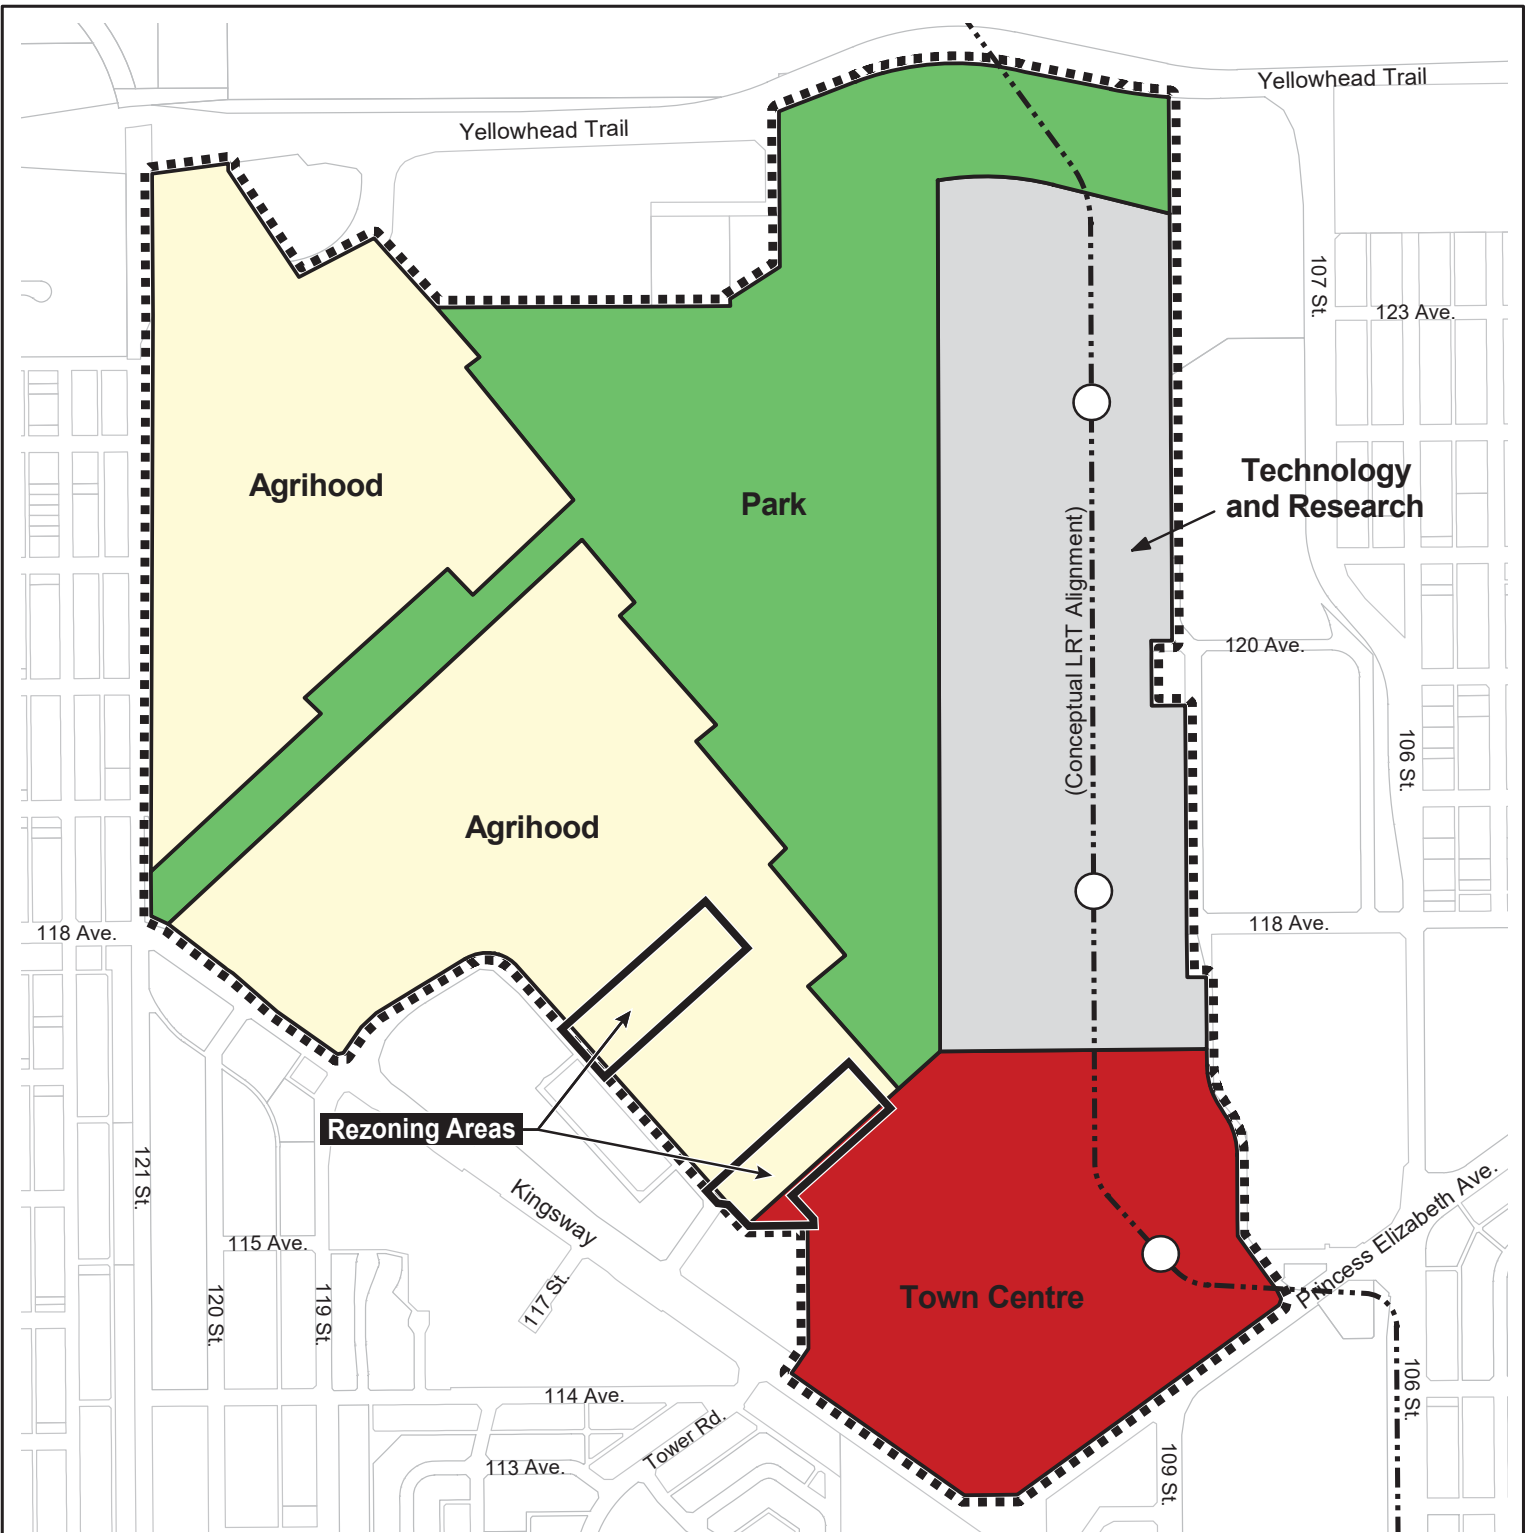 Yellowhead Trail
Yellowhead Trail
107 St.
123 Ave.
Agrihood
Park
Technology
and Research
(Conceptual LRT Alignment)
120 Ave.
106 St.
Agrihood
118 Ave.
118 Ave.
Rezoning Areas
121 St.
Kingsway
Princess Elizabeth Ave.
115 Ave.
120 St.
119 St.
117 St.
Town Centre
114 Ave.
106 St.
Tower Rd.
113 Ave.
109 St.